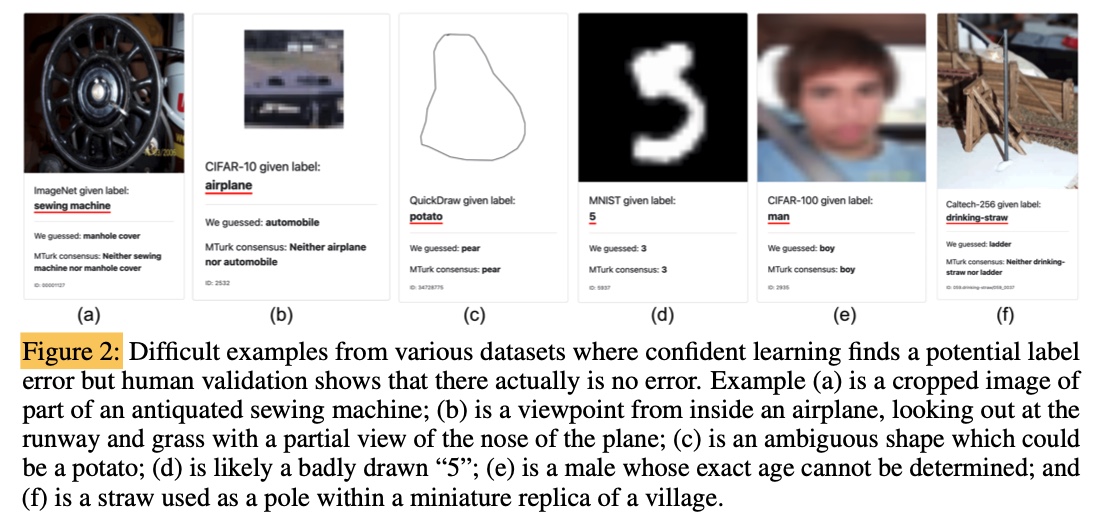 ImageNet given label:
sewing machine
We guessed: manhole cover
MTurk consensus: Neither sewing
machine nor manhole cover
ID: 00001127
CIFAR-10 given label:
airplane
We guessed: automobile
MTurk consensus: Neither airplane
nor automobile
ID: 2532
QuickDraw given label:
potato
We guessed: pear
MTurk consensus: pear
ID: 34728775
MNIST given label:
5
We guessed: 3
MTurk consensus: 3
ID: 5937
CIFAR-100 given label:
man
We guessed: boy
MTurk consensus: boy
ID: 2935
Caltech-256 given label:
drinking-straw
We guessed: ladder
MTurk consensus: Neither drinking-
straw nor ladder
(a)
(b)
(c)
(d)
(e)
(f)
Figure 2: Difficult examples from various datasets where confident learning finds a potential label
error but human validation shows that there actually is no error. Example (a) is a cropped image of
part of an antiquated sewing machine; (b) is a viewpoint from inside an airplane, looking out at the
runway and grass with a partial view of the nose of the plane; (c) is an ambiguous shape which could
be a potato; (d) is likely a badly drawn “5”; (e) is a male whose exact age cannot be determined; and
(f) is a straw used as a pole within a miniature replica of a village.